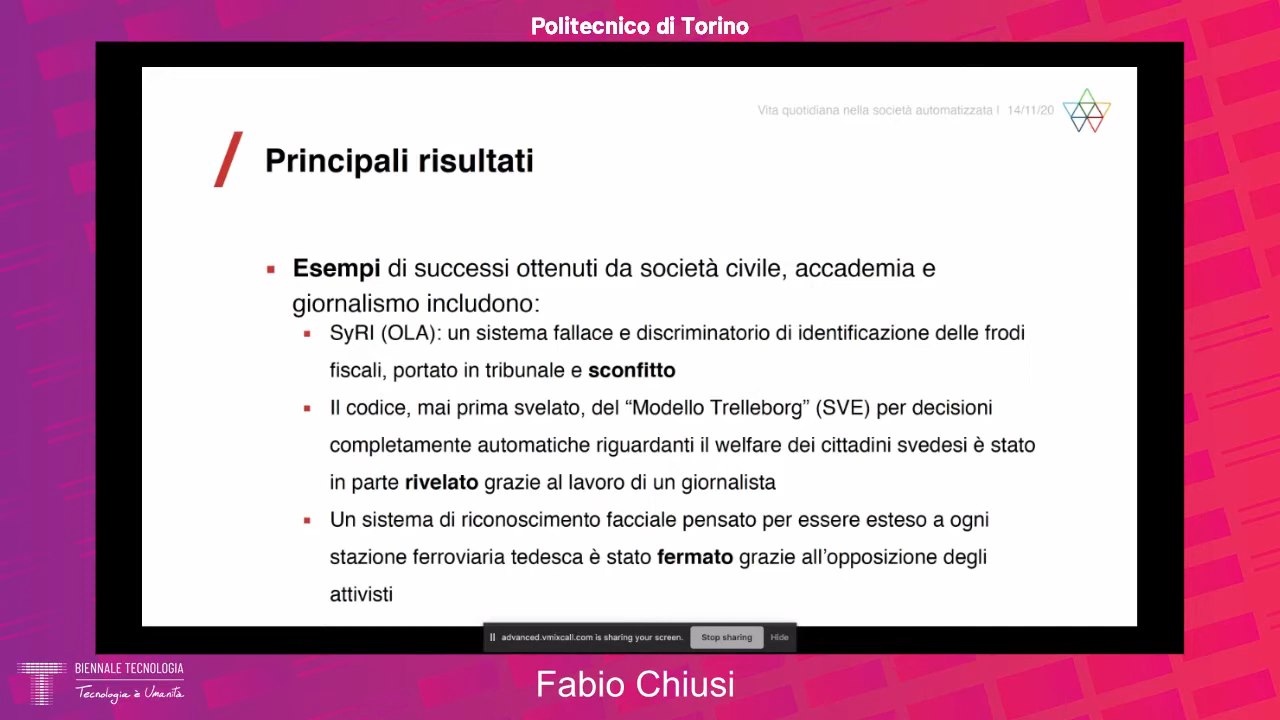 Politecnico di Torino
Vita quotidiana nella società automatizzata I 14/11/20
Principali risultati
Esempi di successi ottenuti da società civile, accademia e
giornalismo includono:
SyRI (OLA): un sistema fallace e discriminatorio di identificazione delle frodi
fiscali, portato in tribunale e sconfitto
Il codice, mai prima svelato, del “Modello Trelleborg” (SVE) per decisioni
completamente automatiche riguardanti il welfare dei cittadini svedesi è stato
in parte rivelato grazie al lavoro di un giornalista
Un sistema di riconoscimento facciale pensato per essere esteso a ogni
stazione ferroviaria tedesca è stato fermato grazie all’opposizione degli
attivisti
advanced.vmixcall.com is sharing your screen. Stop sharing Hide
BIENNALE TECNOLOGIA
Tecnologia è Umanità
Fabio Chiusi